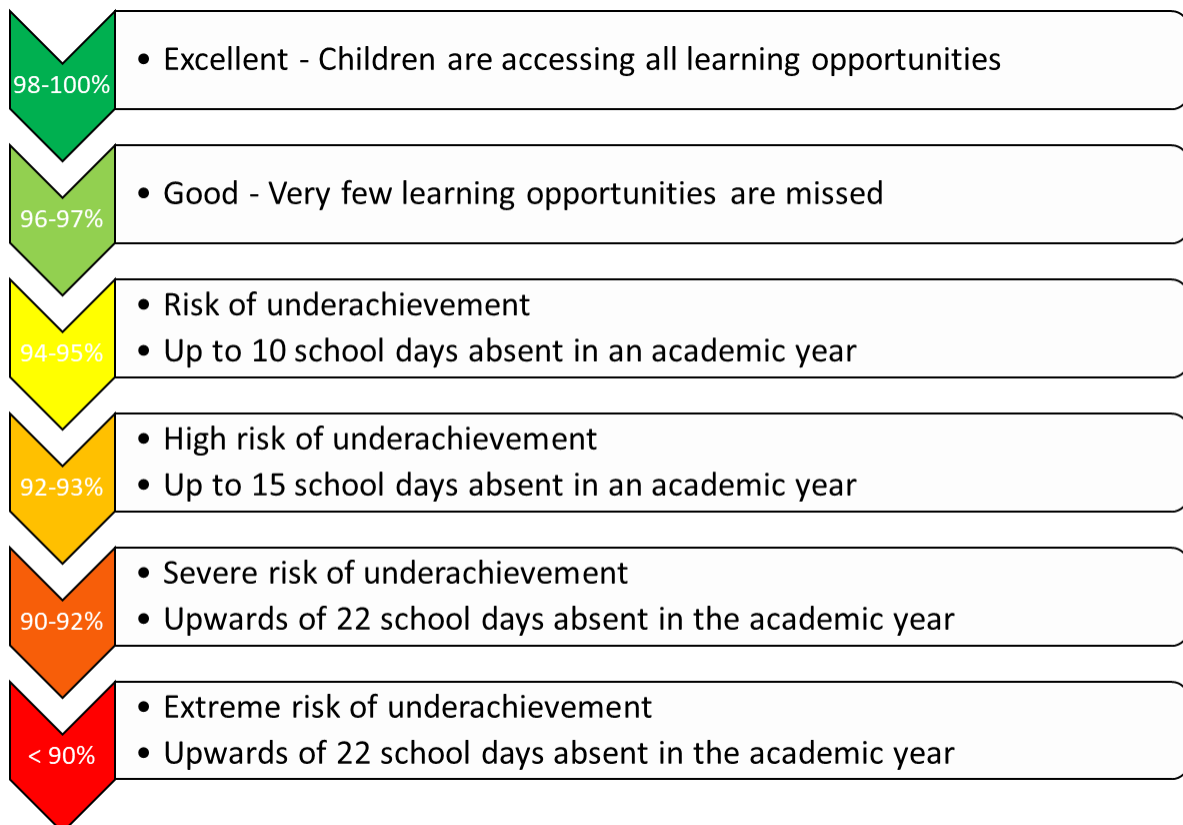 98-100%
• Excellent - Children are accessing all learning opportunities
96-97%
• Good - Very few learning opportunities are missed
94-95%
• Risk of underachievement
• Up to 10 school days absent in an academic year
92-93%
• High risk of underachievement
• Up to 15 school days absent in an academic year
90-92%
• Severe risk of underachievement
• Upwards of 22 school days absent in the academic year
< 90%
• Extreme risk of underachievement
• Upwards of 22 school days absent in the academic year